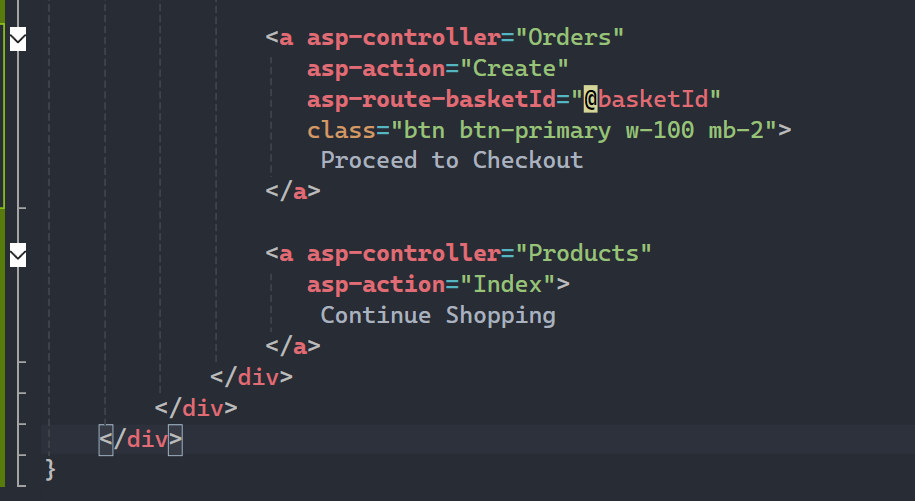 <a asp-controller="Orders"
asp-action="Create"
asp-route-basketId="@basketId"
class="btn btn-primary w-100 mb-2">
Proceed to Checkout
</a>
<a asp-controller="Products"
asp-action="Index">
Continue Shopping
</a>
</div>
</div>
</div>
}